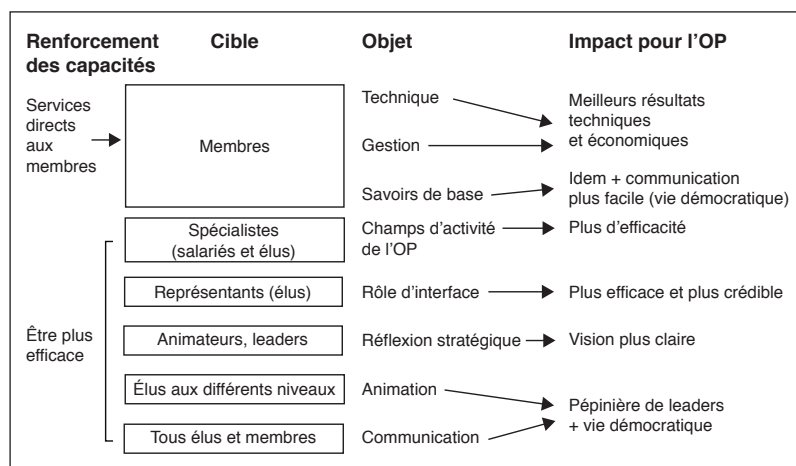 Renforcement
des capacités
Cible
Objet
Impact pour l'OP
Services
directs
aux
membres
Membres
Technique
Gestion
Savoirs de base
Meilleurs résultats
techniques
et économiques
Idem + communication
plus facile (vie démocratique)
Être plus
efficace
Spécialistes
(salariés et élus)
Champs d'activité
de l'OP
Plus d'efficacité
Représentants (élus)
Rôle d'interface
Plus efficace et plus crédible
Animateurs, leaders
Réflexion stratégique
Vision plus claire
Élus aux différents niveaux
Animation
Tous élus et membres
Communication
Pépinière de leaders
+ vie démocratique